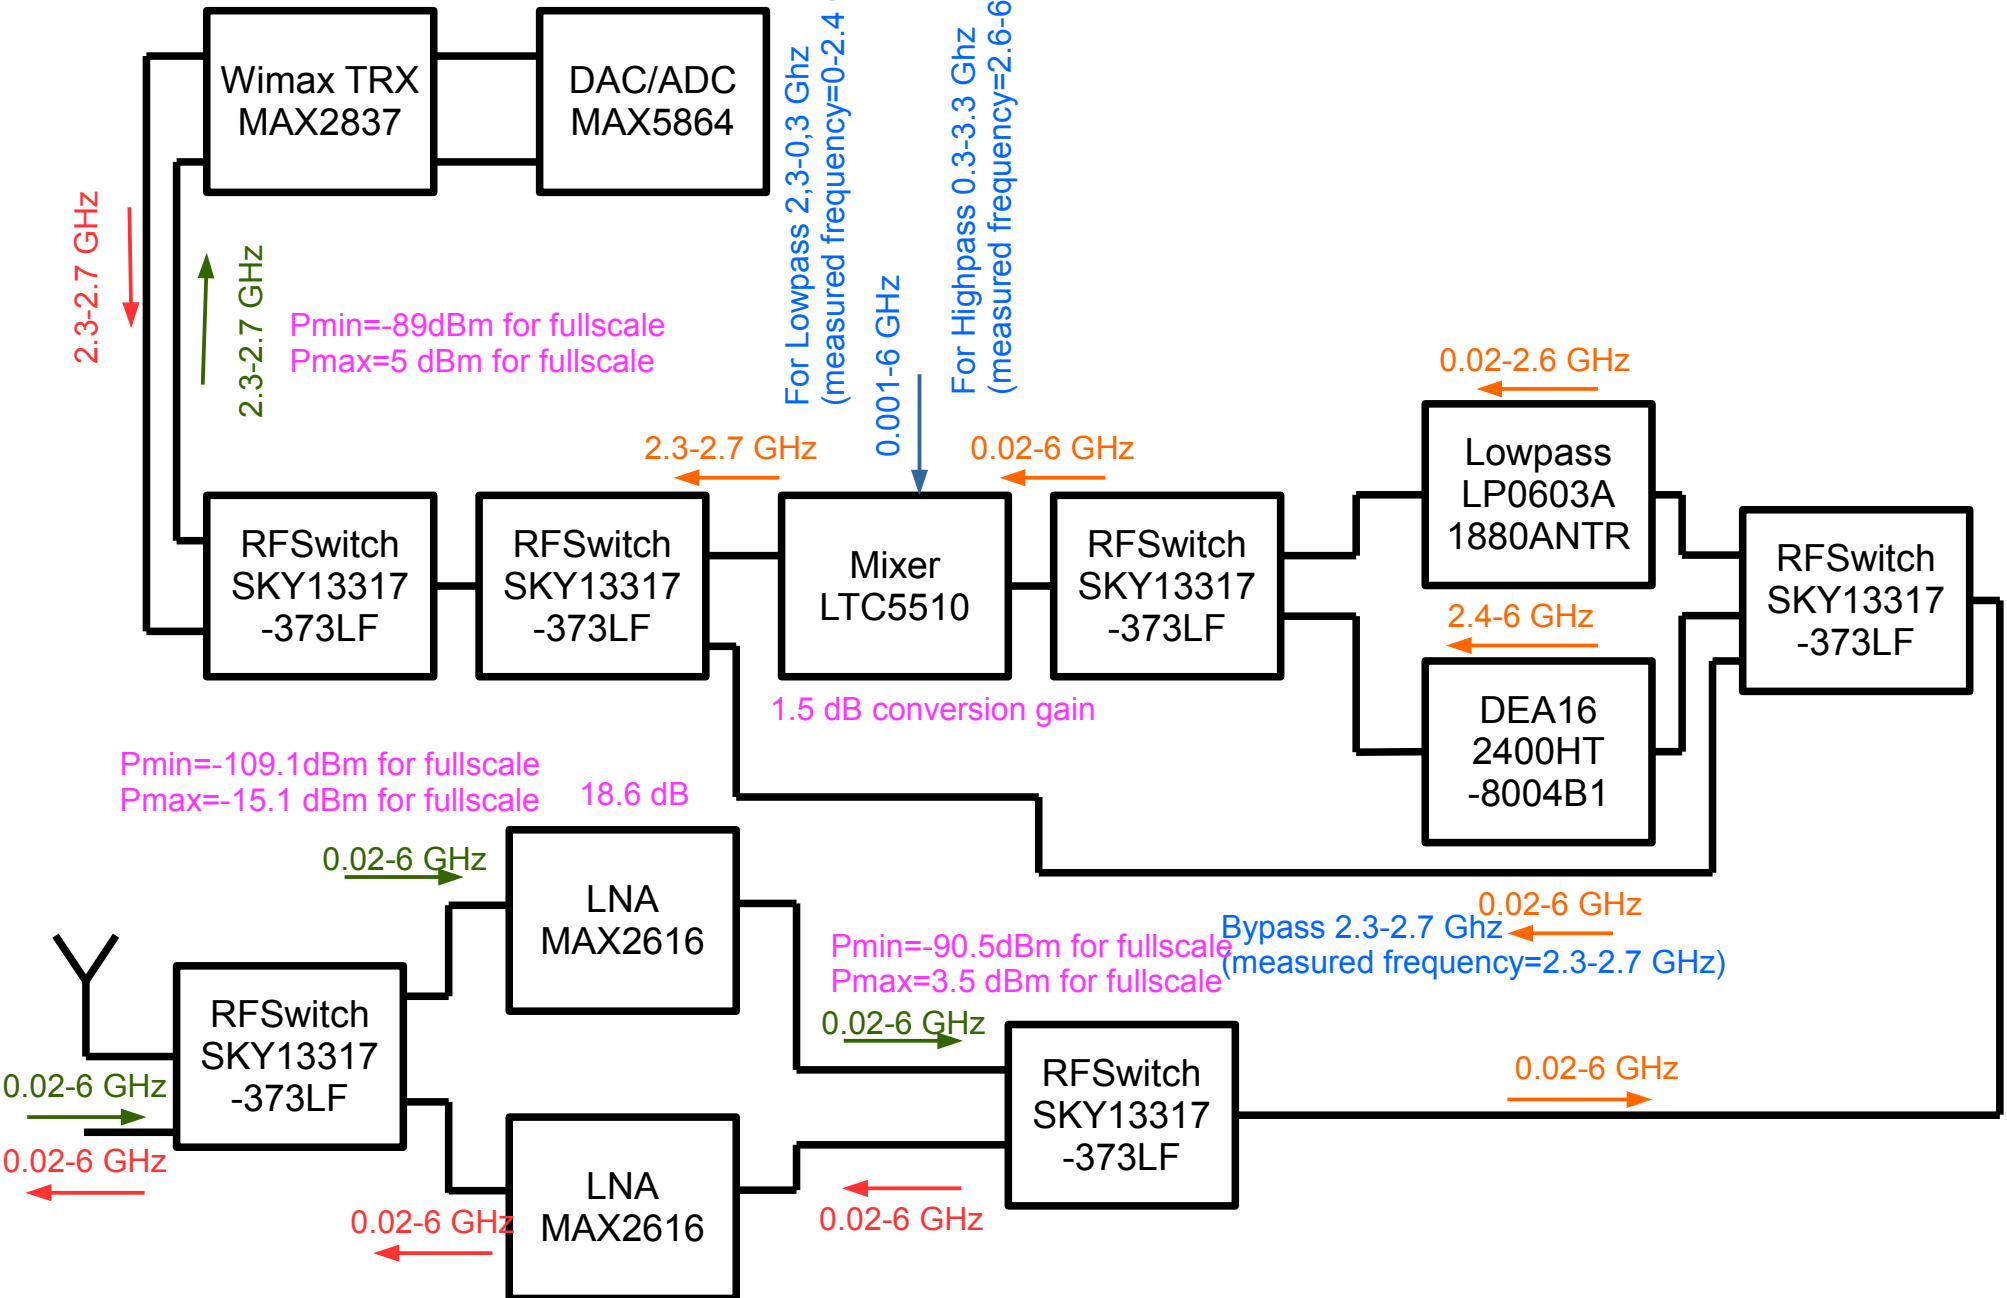 Wimax TRX
MAX2837
DAC/ADC
MAX5864
For Lowpass 2,3-0,3 Ghz
(measured frequency=0-2.4
For Highpass 0.3-3.3 Ghz
(measured frequency=2.6-6
0.001-6 GHz
2.3-2.7 GHz
2.3-2.7 GHz
Pmin=-89dBm for fullscale
Pmax=5 dBm for fullscale
0.02-2.6 GHz
2.3-2.7 GHz
0.02-6 GHz
Lowpass
LP0603A
1880ANTR
RFSwitch
SKY13317
-373LF
RFSwitch
SKY13317
-373LF
Mixer
LTC5510
RFSwitch
SKY13317
-373LF
RFSwitch
SKY13317
-373LF
2.4-6 GHz
DEA16
2400HT
-8004B1
1.5 dB conversion gain
Pmin=-109.1dBm for fullscale
Pmax=-15.1 dBm for fullscale
18.6 dB
0.02-6 GHz
LNA
MAX2616
0.02-6 GHz
Bypass 2.3-2.7 Ghz
(measured frequency=2.3-2.7 GHz)
Pmin=-90.5dBm for fullscale
Pmax=3.5 dBm for fullscale
0.02-6 GHz
RFSwitch
SKY13317
-373LF
0.02-6 GHz
0.02-6 GHz
RFSwitch
SKY13317
-373LF
0.02-6 GHz
LNA
MAX2616
0.02-6 GHz
0.02-6 GHz